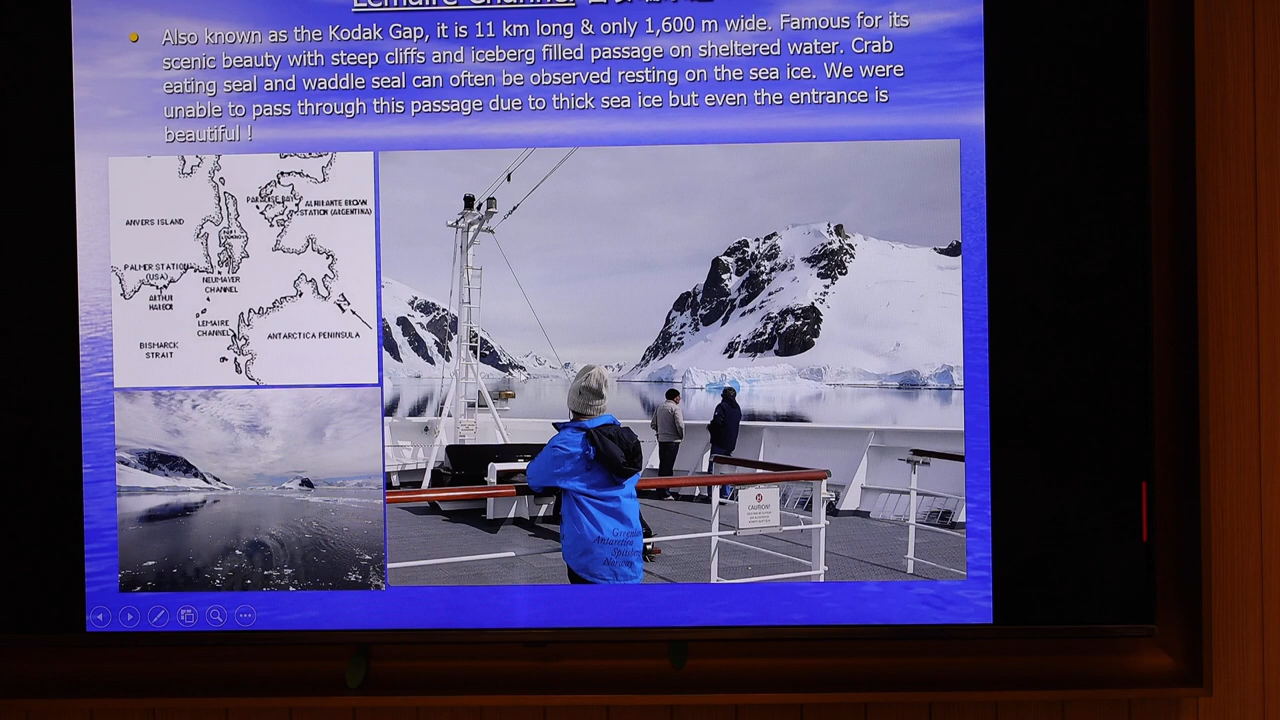 Lemaire Channel
Also known as the Kodak Gap, it is 11 km long & only 1,600 m wide. Famous for its
scenic beauty with steep cliffs and iceberg filled passage on sheltered water. Crab
eating seal and waddle seal can often be observed resting on the sea ice. We were
unable to pass through this passage due to thick sea ice but even the entrance is
beautiful !
PARADISE BAY
ALMIRANTE BROWN
STATION (ARGENTINA)
ANVERS ISLAND
PALMER STATION
(USA)
ARTHUR
HARBOR
NEUMAYER
CHANNEL
LEMAIRE
CHANNEL
ANTARCTICA PENINSULA
BISMARCK
STRAIT
N
CAUTION!
Greenland
Antarctica
Spitsbergen
Norway